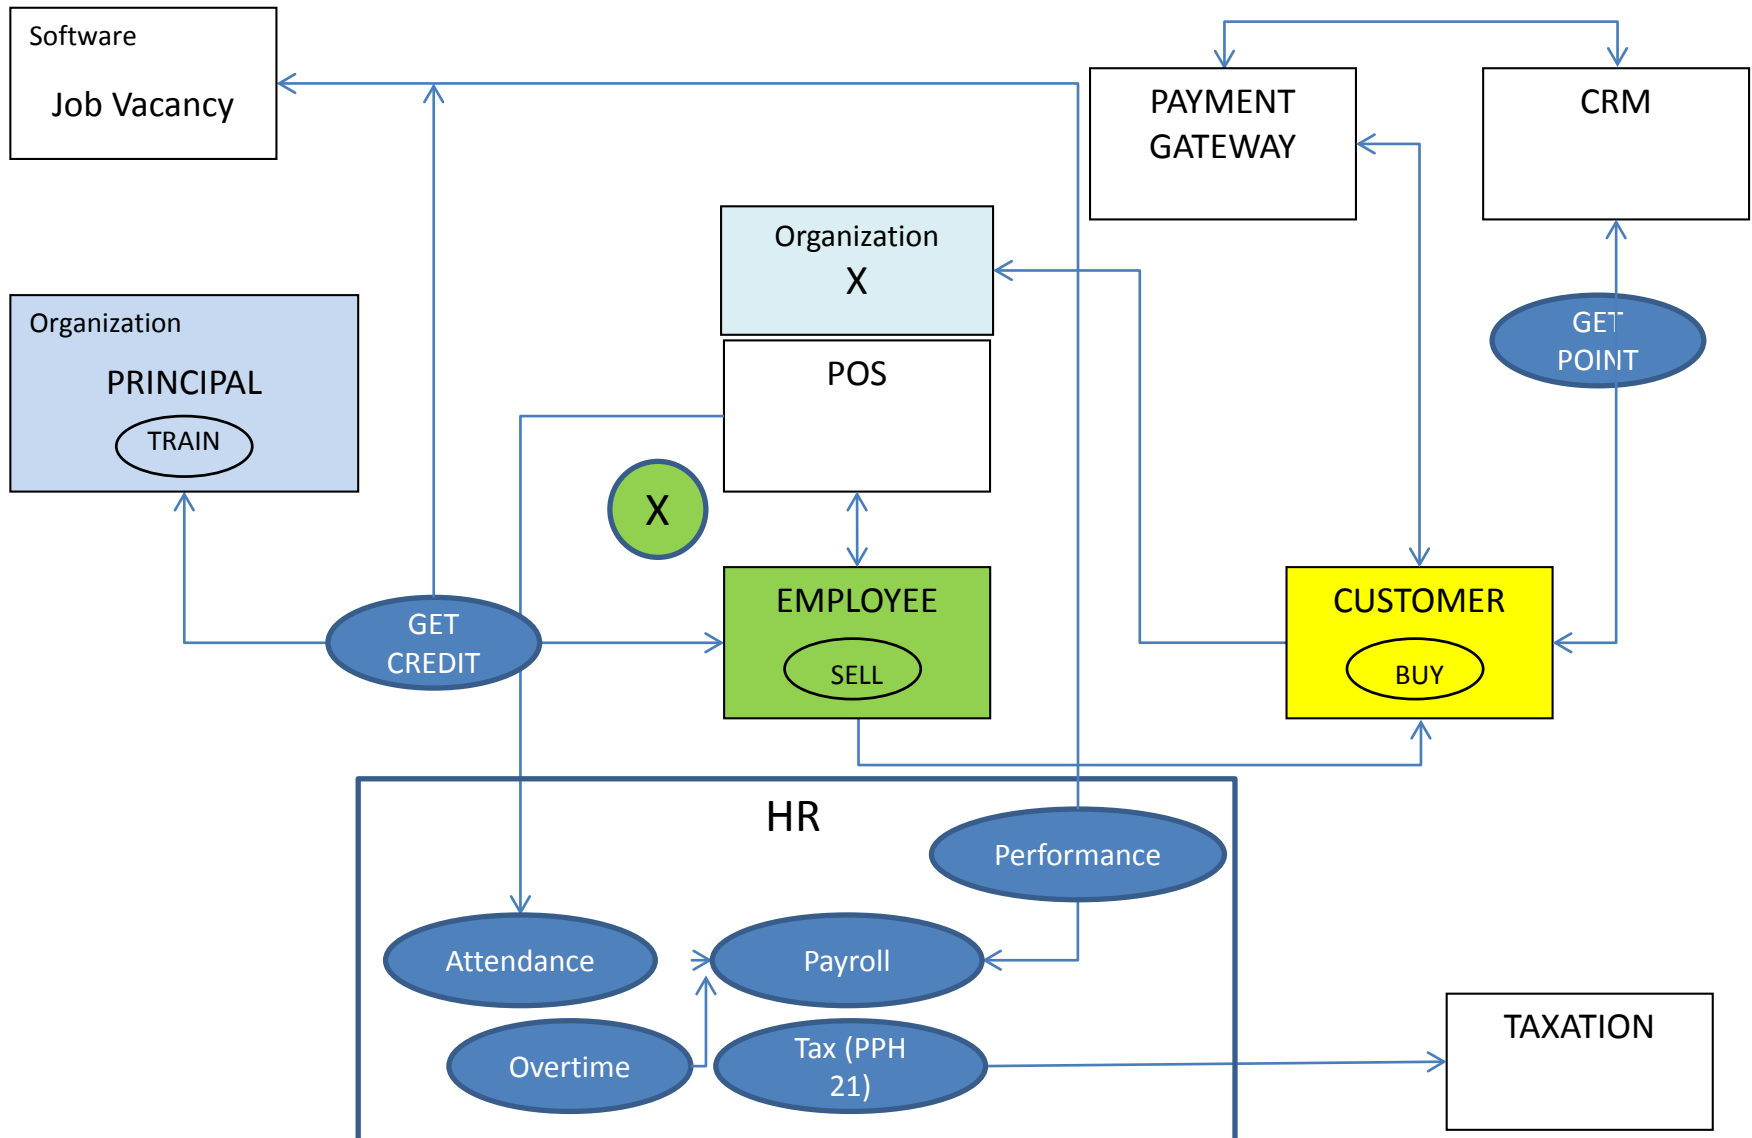 Software
Job Vacancy
PAYMENT
GATEWAY
CRM
Organization
X
Organization
PRINCIPAL
TRAIN
POS
GET
POINT
X
EMPLOYEE
SELL
CUSTOMER
BUY
GET
CREDIT
HR
Performance
Attendance
Payroll
Overtime
Tax (PPH
21)
TAXATION